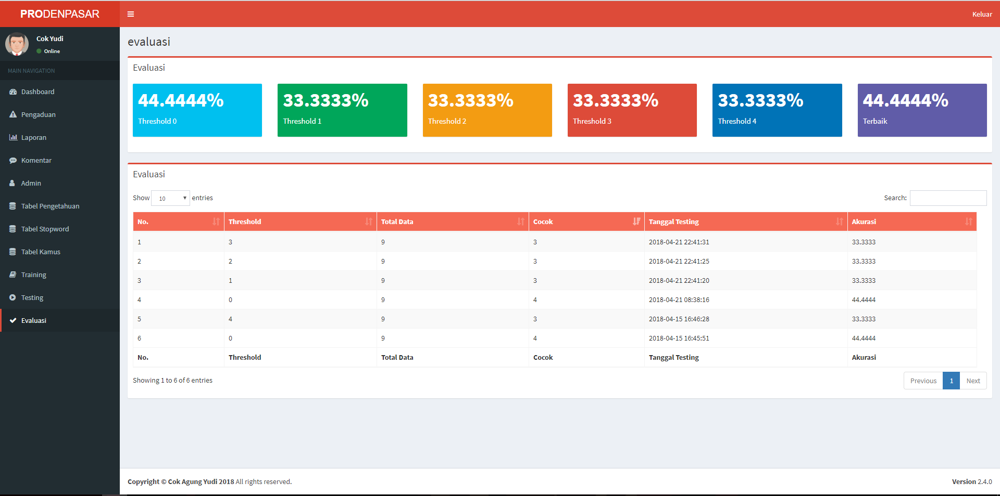 PRODENPASAR
Keluar
Cok Yudi
Online
MAIN NAVIGATION
Dashboard
Pengaduan
Laporan
Komentar
Admin
Tabel Pengetahuan
Tabel Stopword
Tabel Kamus
Training
Testing
Evaluasi
evaluasi
Evaluasi
44.4444%
Threshold 0
33.3333%
Threshold 1
33.3333%
Threshold 2
33.3333%
Threshold 3
33.3333%
Threshold 4
44.4444%
Terbaik
Evaluasi
Show 10 entries
Search:
No. Threshold Total Data Cocok Tanggal Testing Akurasi
1 3 9 3 2018-04-21 22:41:31 33.3333
2 2 9 3 2018-04-21 22:41:25 33.3333
3 1 9 3 2018-04-21 22:41:20 33.3333
4 0 9 4 2018-04-21 08:38:16 44.4444
5 4 9 3 2018-04-15 16:46:28 33.3333
6 0 9 4 2018-04-15 16:45:51 44.4444
No. Threshold Total Data Cocok Tanggal Testing Akurasi
Showing 1 to 6 of 6 entries
Previous 1 Next
Copyright © Cok Agung Yudi 2018 All rights reserved.
Version 2.4.0